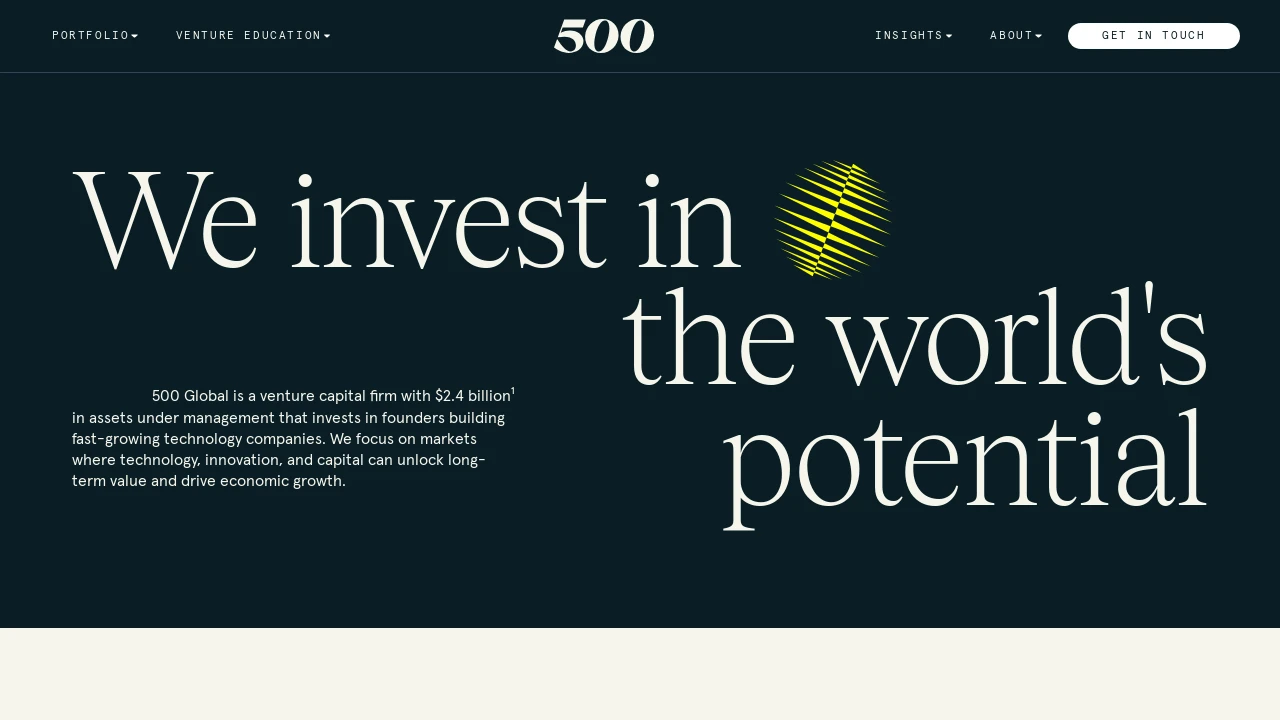 PORTFOLIO VENTURE EDUCATION 500 INSIGHTS ABOUT GET IN TOUCH
We invest in
the world's
potential
500 Global is a venture capital firm with $2.4 billion¹
in assets under management that invests in founders building
fast-growing technology companies. We focus on markets
where technology, innovation, and capital can unlock long-
term value and drive economic growth.